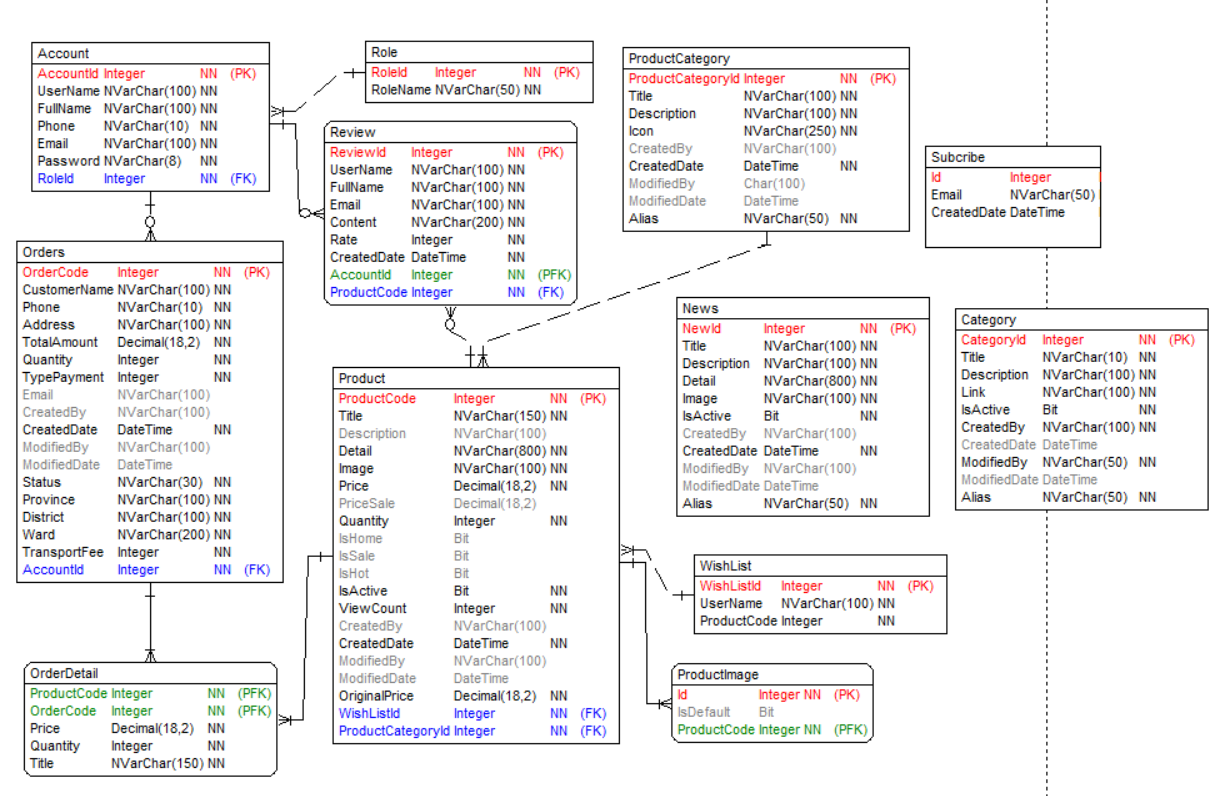 Account
AccountId Integer NN (PK)
UserName NVarChar(100) NN
FullName NVarChar(100) NN
Phone NVarChar(10) NN
Email NVarChar(100) NN
Password NVarChar(8) NN
RoleId Integer NN (FK)
Role
RoleId Integer NN (PK)
RoleName NVarChar(50) NN
Review
ReviewId Integer NN (PK)
UserName NVarChar(100) NN
FullName NVarChar(100) NN
Email NVarChar(100) NN
Content NVarChar(200) NN
Rate Integer NN
CreatedDate DateTime NN
AccountId Integer NN (PFK)
ProductCode Integer NN (FK)
ProductCategory
ProductCategoryId Integer NN (PK)
Title NVarChar(100) NN
Description NVarChar(100) NN
Icon NVarChar(250) NN
CreatedBy NVarChar(100)
CreatedDate DateTime NN
ModifiedBy Char(100)
ModifiedDate DateTime
Alias NVarChar(50) NN
Subcribe
Id Integer
Email NVarChar(50)
CreatedDate DateTime
Orders
OrderCode Integer NN (PK)
CustomerName NVarChar(100) NN
Phone NVarChar(10) NN
Address NVarChar(100) NN
TotalAmount Decimal(18,2) NN
Quantity Integer NN
TypePayment Integer NN
Email NVarChar(100)
CreatedBy NVarChar(100)
CreatedDate DateTime NN
ModifiedBy NVarChar(100)
ModifiedDate DateTime
Status NVarChar(30) NN
Province NVarChar(100) NN
District NVarChar(100) NN
Ward NVarChar(200) NN
TransportFee Integer NN
AccountId Integer NN (FK)
News
NewId Integer NN (PK)
Title NVarChar(100) NN
Description NVarChar(100) NN
Detail NVarChar(800) NN
Image NVarChar(100) NN
IsActive Bit NN
CreatedBy NVarChar(100)
CreatedDate DateTime NN
ModifiedBy NVarChar(100)
ModifiedDate DateTime
Alias NVarChar(50) NN
Category
CategoryId Integer NN (PK)
Title NVarChar(10) NN
Description NVarChar(100) NN
Link NVarChar(100) NN
IsActive Bit NN
CreatedBy NVarChar(100) NN
CreatedDate DateTime
ModifiedBy NVarChar(50) NN
ModifiedDate DateTime
Alias NVarChar(50) NN
Product
ProductCode Integer NN (PK)
Title NVarChar(150) NN
Description NVarChar(100)
Detail NVarChar(800) NN
Image NVarChar(100) NN
Price Decimal(18,2) NN
PriceSale Decimal(18,2)
Quantity Integer NN
IsHome Bit
IsSale Bit
IsHot Bit
IsActive Bit NN
ViewCount Integer NN
CreatedBy NVarChar(100)
CreatedDate DateTime NN
ModifiedBy NVarChar(100)
ModifiedDate DateTime
OriginalPrice Decimal(18,2) NN
WishListId Integer NN (FK)
ProductCategoryId Integer NN (FK)
WishList
WishListId Integer NN (PK)
UserName NVarChar(100) NN
ProductCode Integer NN
OrderDetail
ProductCode Integer NN (PFK)
OrderCode Integer NN (PFK)
Price Decimal(18,2) NN
Quantity Integer NN
Title NVarChar(150) NN
ProductImage
Id Integer NN (PK)
IsDefault Bit
ProductCode Integer NN (PFK)